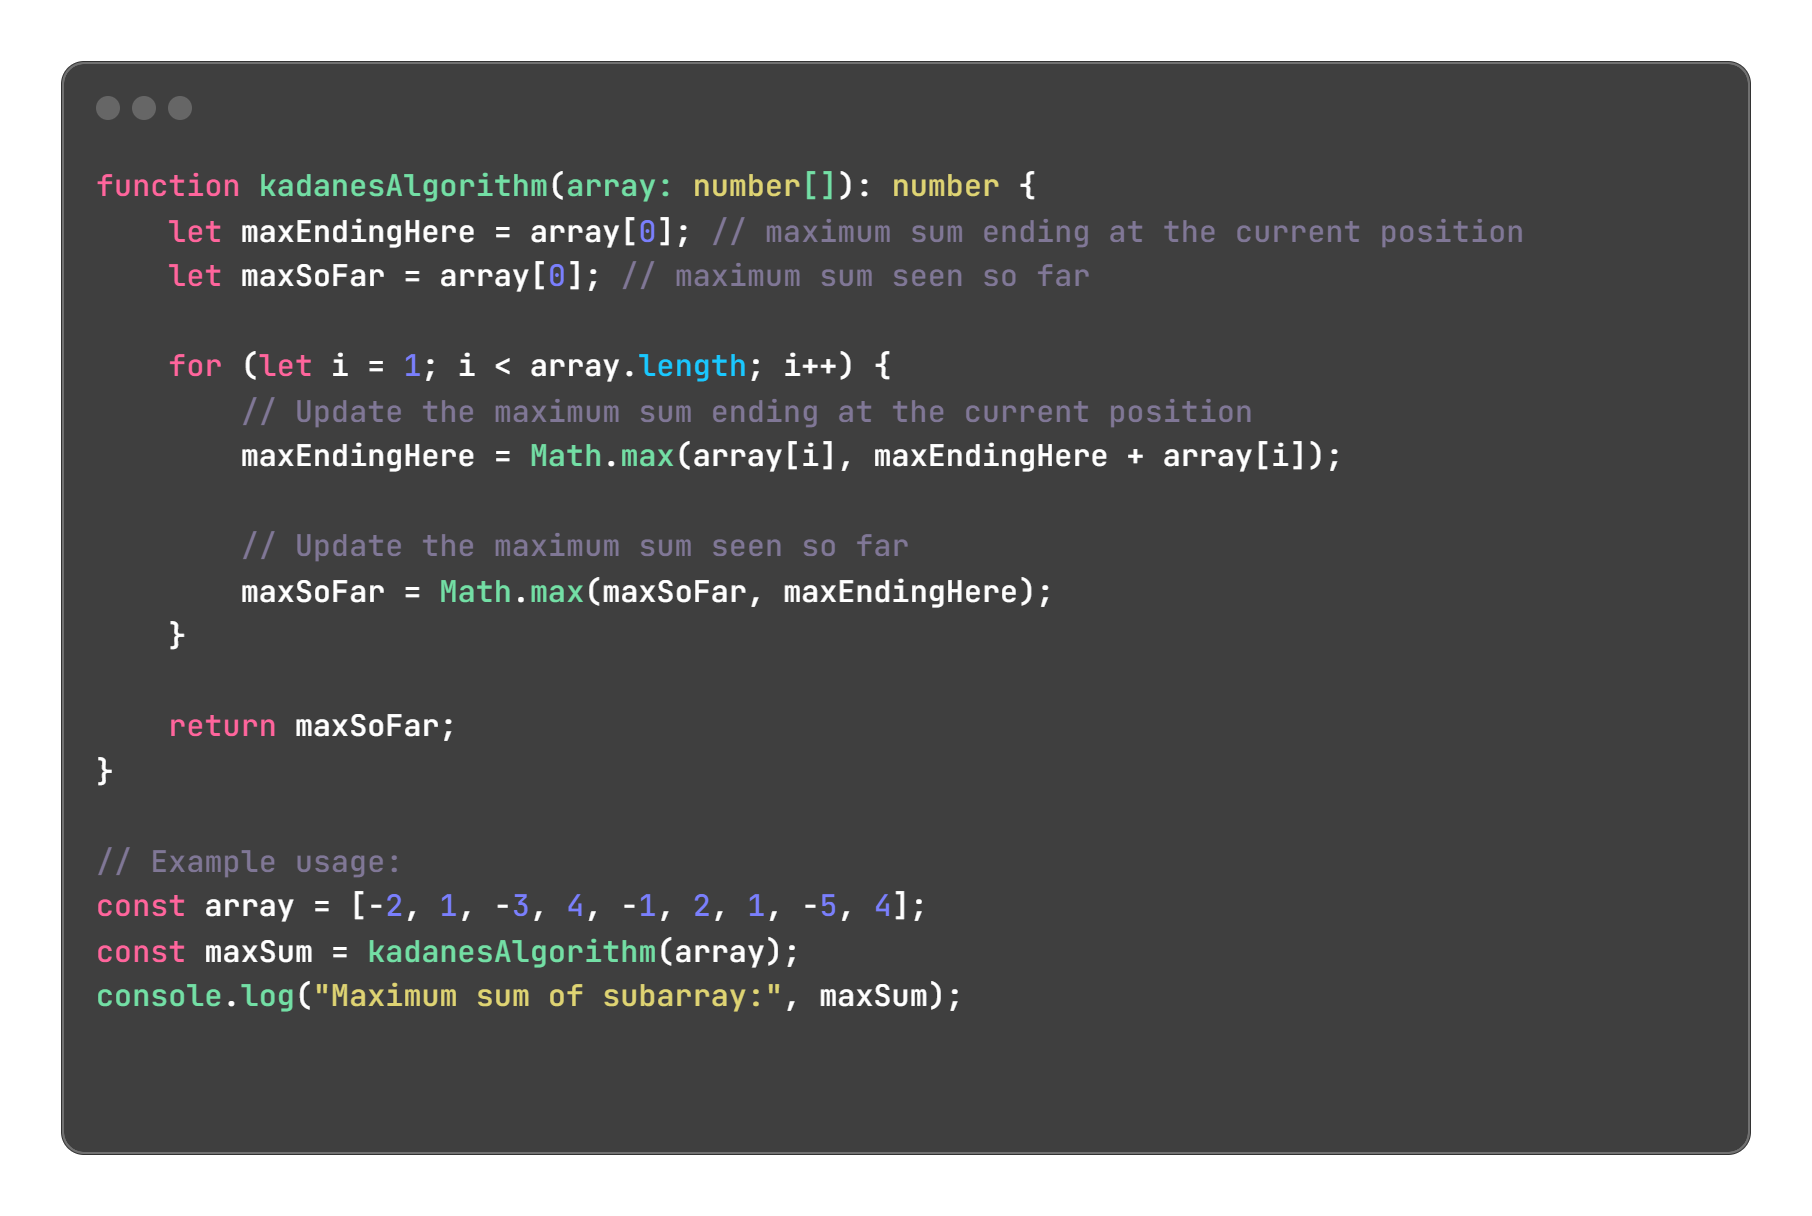 function kadanesAlgorithm(array: number[]): number {
    let maxEndingHere = array[0]; // maximum sum ending at the current position
    let maxSoFar = array[0]; // maximum sum seen so far

    for (let i = 1; i < array.length; i++) {
        // Update the maximum sum ending at the current position
        maxEndingHere = Math.max(array[i], maxEndingHere + array[i]);

        // Update the maximum sum seen so far
        maxSoFar = Math.max(maxSoFar, maxEndingHere);
    }

    return maxSoFar;
}

// Example usage:
const array = [-2, 1, -3, 4, -1, 2, 1, -5, 4];
const maxSum = kadanesAlgorithm(array);
console.log("Maximum sum of subarray:", maxSum);